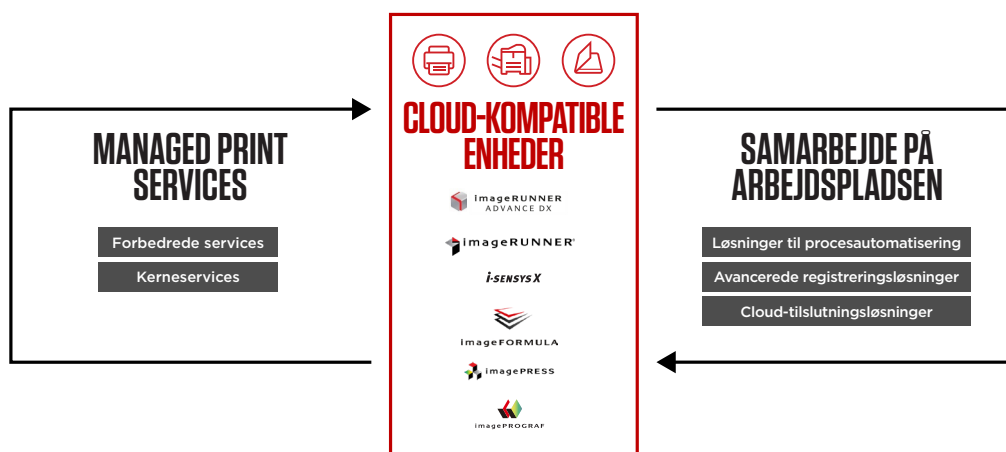 MANAGED PRINT
SERVICES
Forbedrede services
Kerneservices
CLOUD-KOMPATIBLE
ENHEDER
imageRUNNER
ADVANCE DX
imageRUNNER
i-SENSYS X
imageFORMULA
imagePRESS
imagePROGRAF
SAMARBEJDE PÅ
ARBEJDSPLADSEN
Løsninger til procesautomatisering
Avancerede registreringsløsninger
Cloud-tilslutningsløsninger